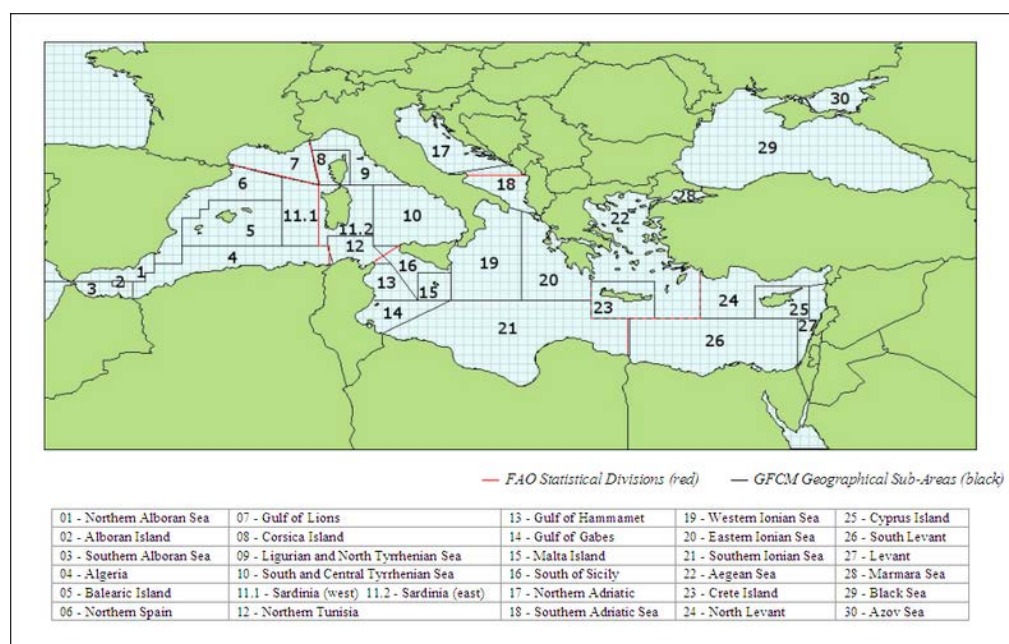 30
29
17
7
8
9
18
6
28
22
11.1
11.2
10
5
12
4
16
19
20
1
2
3
13
15
14
23
24
25
27
21
26
FAO Statistical Divisions (red)
GFCM Geographical Sub-Areas (black)
01 - Northern Alboran Sea
07 - Gulf of Lions
13 - Gulf of Hammamet
19 - Western Ionian Sea
25 - Cyprus Island
02 - Alboran Island
08 - Corsica Island
14 - Gulf of Gabes
20 - Eastern Ionian Sea
26 - South Levant
03 - Southern Alboran Sea
09 - Ligurian and North Tyrrhenian Sea
15 - Malta Island
21 - Southern Ionian Sea
27 - Levant
04 - Algeria
10 - South and Central Tyrrhenian Sea
16 - South of Sicily
22 - Aegean Sea
28 - Marmara Sea
05 - Balearic Island
11.1 - Sardinia (west) 11.2 - Sardinia (east)
17 - Northern Adriatic
23 - Crete Island
29 - Black Sea
06 - Northern Spain
12 - Northern Tunisia
18 - Southern Adriatic Sea
24 - North Levant
30 - Azov Sea